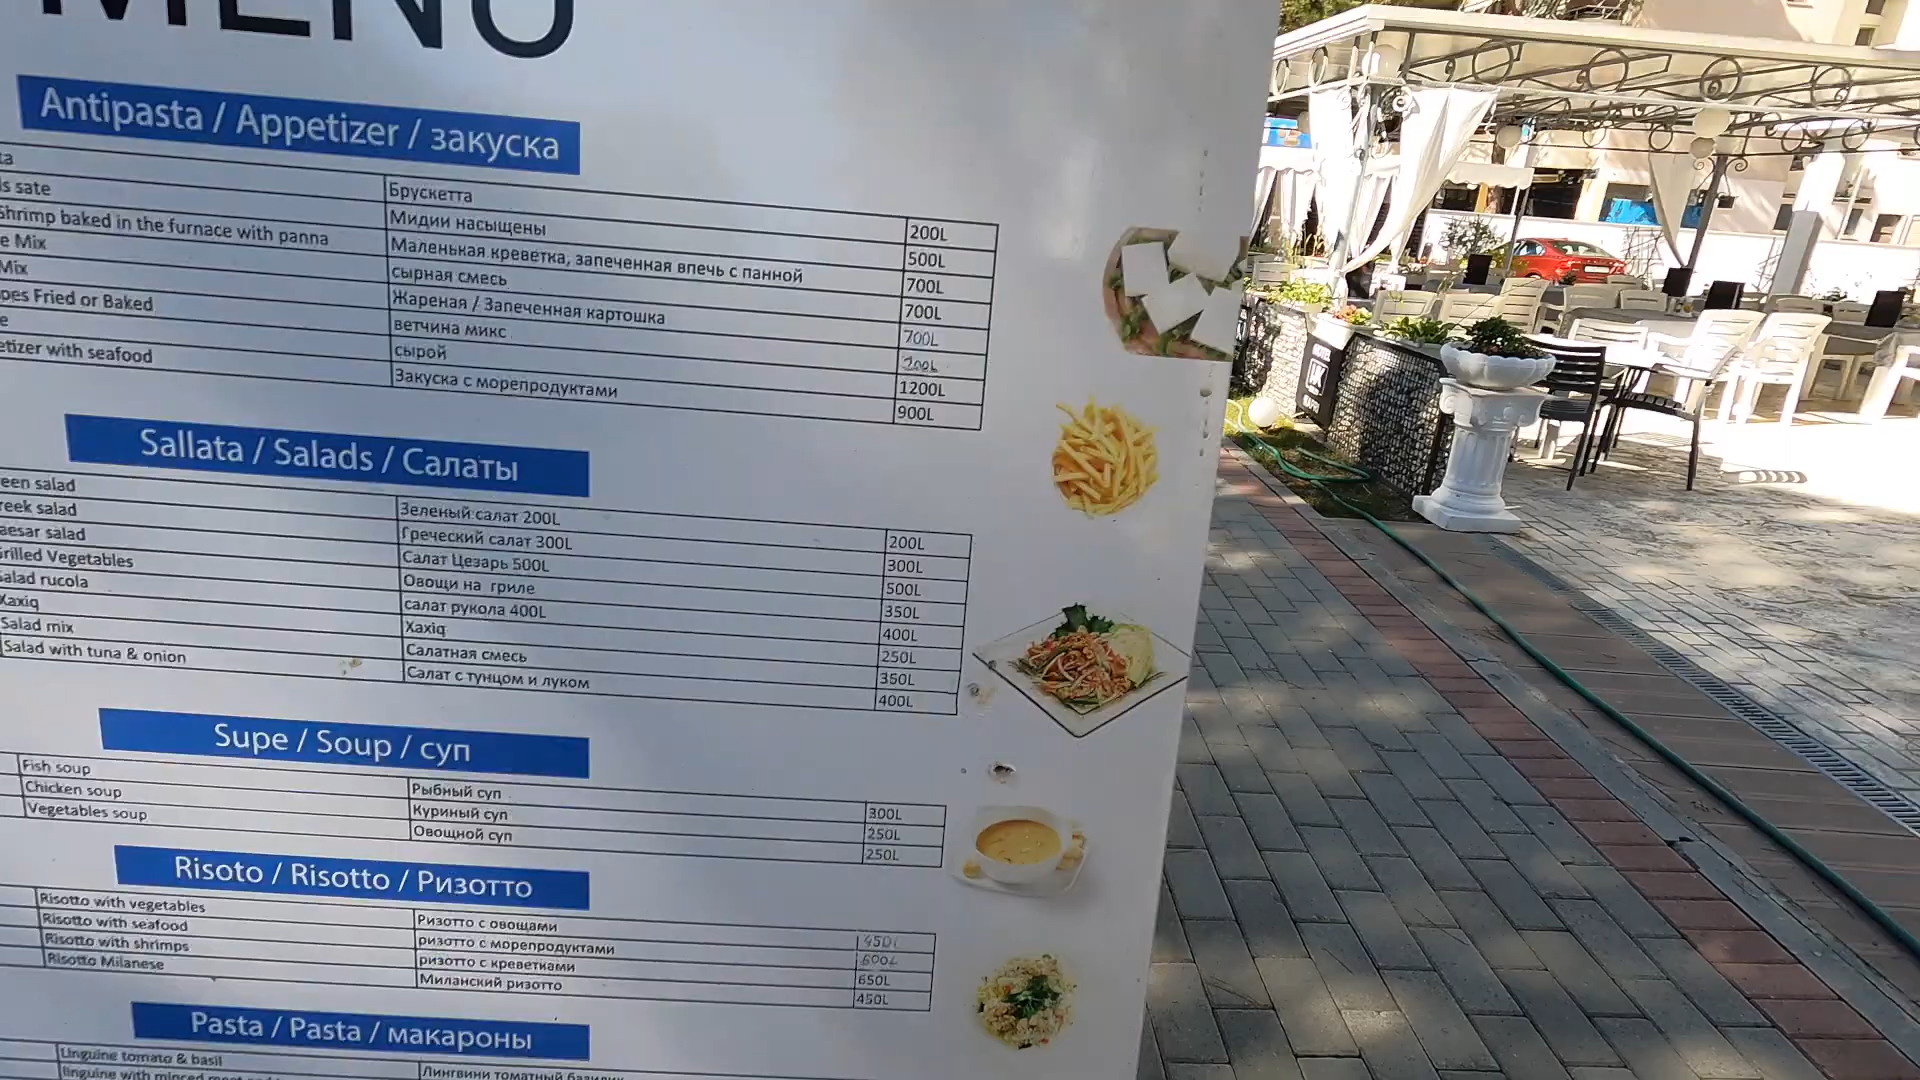 MENU
Antipasta / Appetizer / закуска
ta Брускетта 200L
ls sate Мидии насыщены 500L
Shrimp baked in the furnace with panna Маленькая креветка, запеченная впечь с панной 700L
e Mix сырная смесь 700L
Mix Жареная / Запеченная картошка 700L
oes Fried or Baked ветчина микс 200L
e сырой 1200L
etizer with seafood Закуска с морепродуктами 900L
Sallata / Salads / Салаты
een salad Зеленый салат 200L 200L
reek salad Греческий салат 300L 300L
aesar salad Салат Цезарь 500L 500L
Grilled Vegetables Овощи на гриле 350L
Salad rucola салат рукола 400L 400L
Xaxiq Xaxiq 250L
Salad mix Салатная смесь 350L
Salad with tuna & onion Салат с тунцом и луком 400L
Supe / Soup / суп
Fish soup Рыбный суп 300L
Chicken soup Куриный суп 250L
Vegetables soup Овощной суп 250L
Risoto / Risotto / Ризотто
Risotto with vegetables Ризотто с овощами 450L
Risotto with seafood ризотто с морепродуктами 600L
Risotto with shrimps ризотто с креветками 650L
Risotto Milanese Миланский ризотто 450L
Pasta / Pasta / макароны
Linguine tomato & basil Лингвини томатный базилик
linguine with minced meat